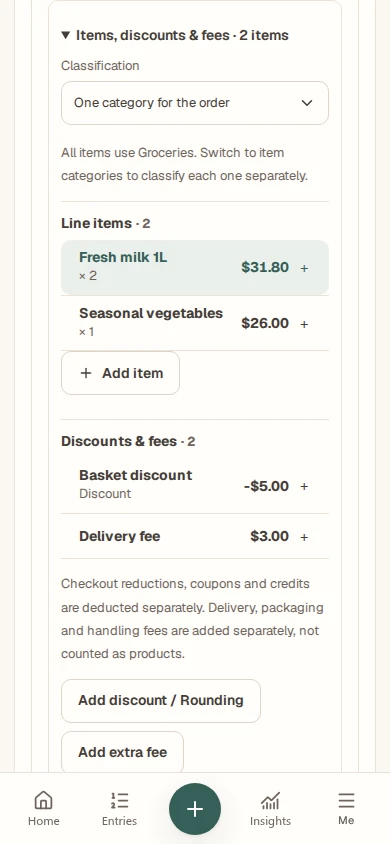 ▼ Items, discounts & fees · 2 items
Classification
One category for the order
All items use Groceries. Switch to item
categories to classify each one separately.
Line items · 2
Fresh milk 1L
× 2
$31.80 +
Seasonal vegetables
× 1
$26.00 +
+ Add item
Discounts & fees · 2
Basket discount
Discount
-$5.00 +
Delivery fee $3.00 +
Checkout reductions, coupons and credits
are deducted separately. Delivery, packaging
and handling fees are added separately, not
counted as products.
Add discount / Rounding
Add extra fee
Home Entries + Insights Me